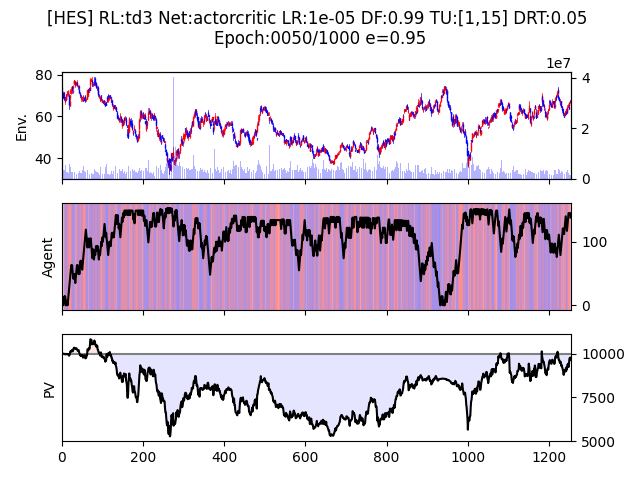 [HES] RL:td3 Net:actorcritic LR:1e-05 DF:0.99 TU:[1,15] DRT:0.05
Epoch:0050/1000 e=0.95
1e7
80
60
40
Env.
4
2
0
Agent
100
0
PV
10000
7500
5000
0 200 400 600 800 1000 1200